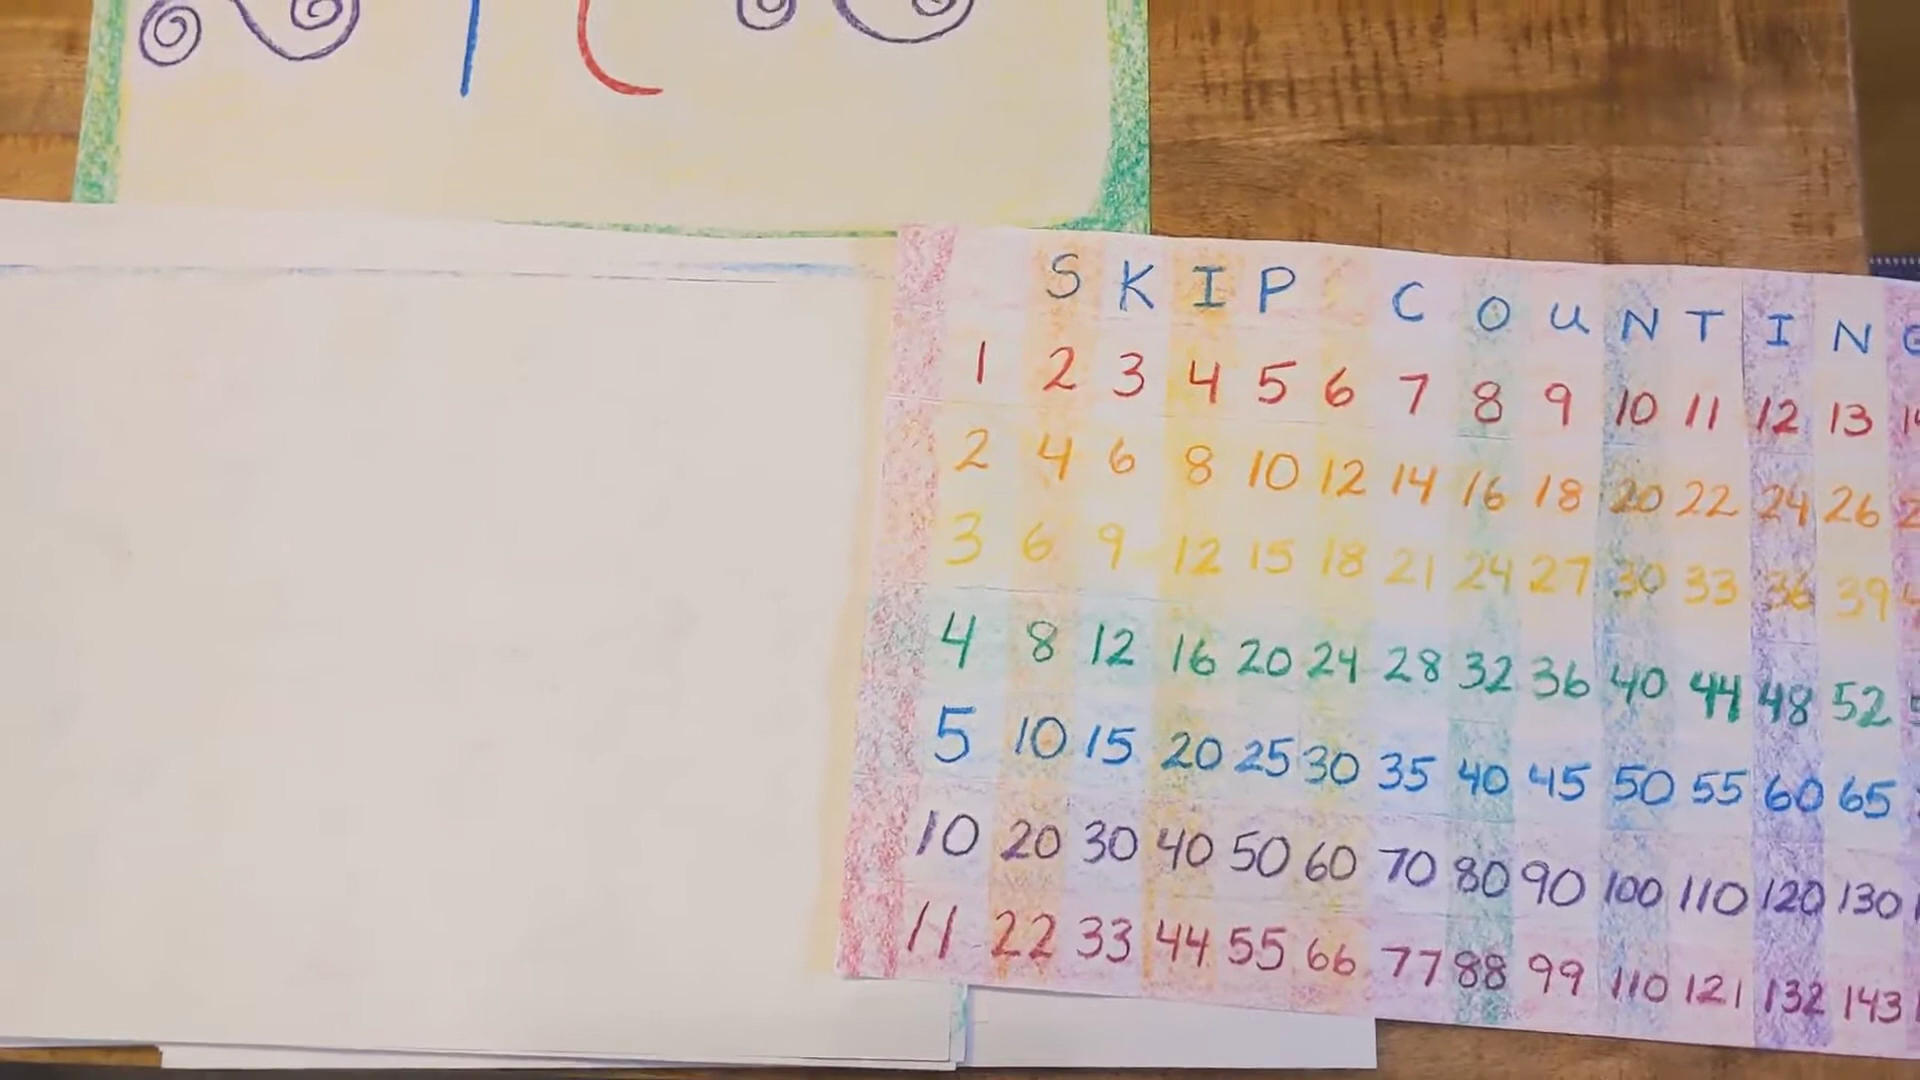 SKIP COUNTING
1 2 3 4 5 6 7 8 9 10 11 12 13
2 4 6 8 10 12 14 16 18 20 22 24 26
3 6 9 12 15 18 21 24 27 30 33 36 39
4 8 12 16 20 24 28 32 36 40 44 48 52
5 10 15 20 25 30 35 40 45 50 55 60 65
10 20 30 40 50 60 70 80 90 100 110 120 130
11 22 33 44 55 66 77 88 99 110 121 132 143